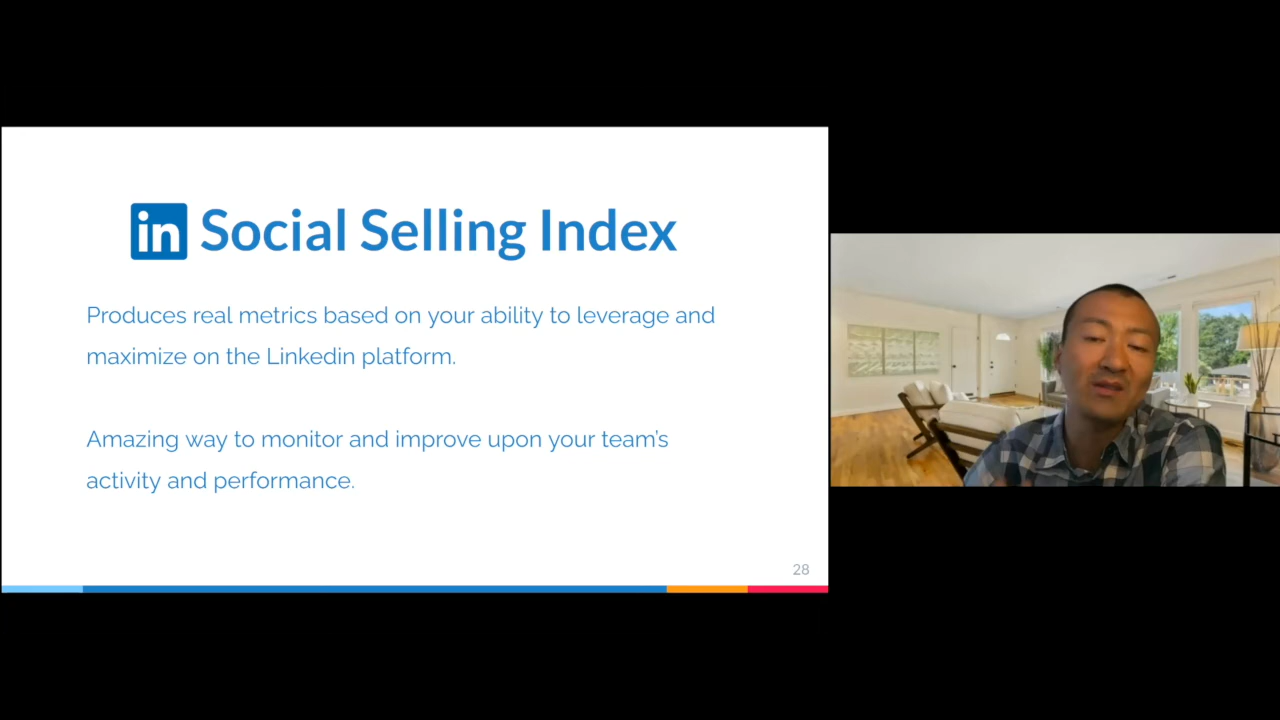 in Social Selling Index
Produces real metrics based on your ability to leverage and
maximize on the Linkedin platform.
Amazing way to monitor and improve upon your team's
activity and performance.
28